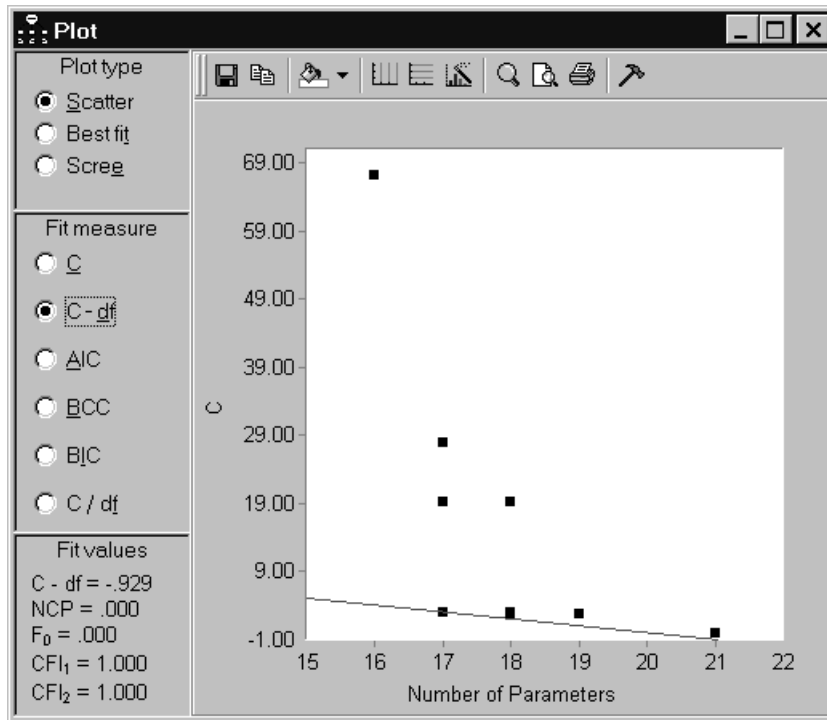 Plot
Plot type
Scatter
Best fit
Scree
Fit measure
C
C - df
AIC
BCC
BIC
C / df
Fit values
C - df = -.929
NCP = .000
F₀ = .000
CFI₁ = 1.000
CFI₂ = 1.000
69.00
59.00
49.00
39.00
29.00
19.00
9.00
-1.00
C
15 16 17 18 19 20 21 22
Number of Parameters